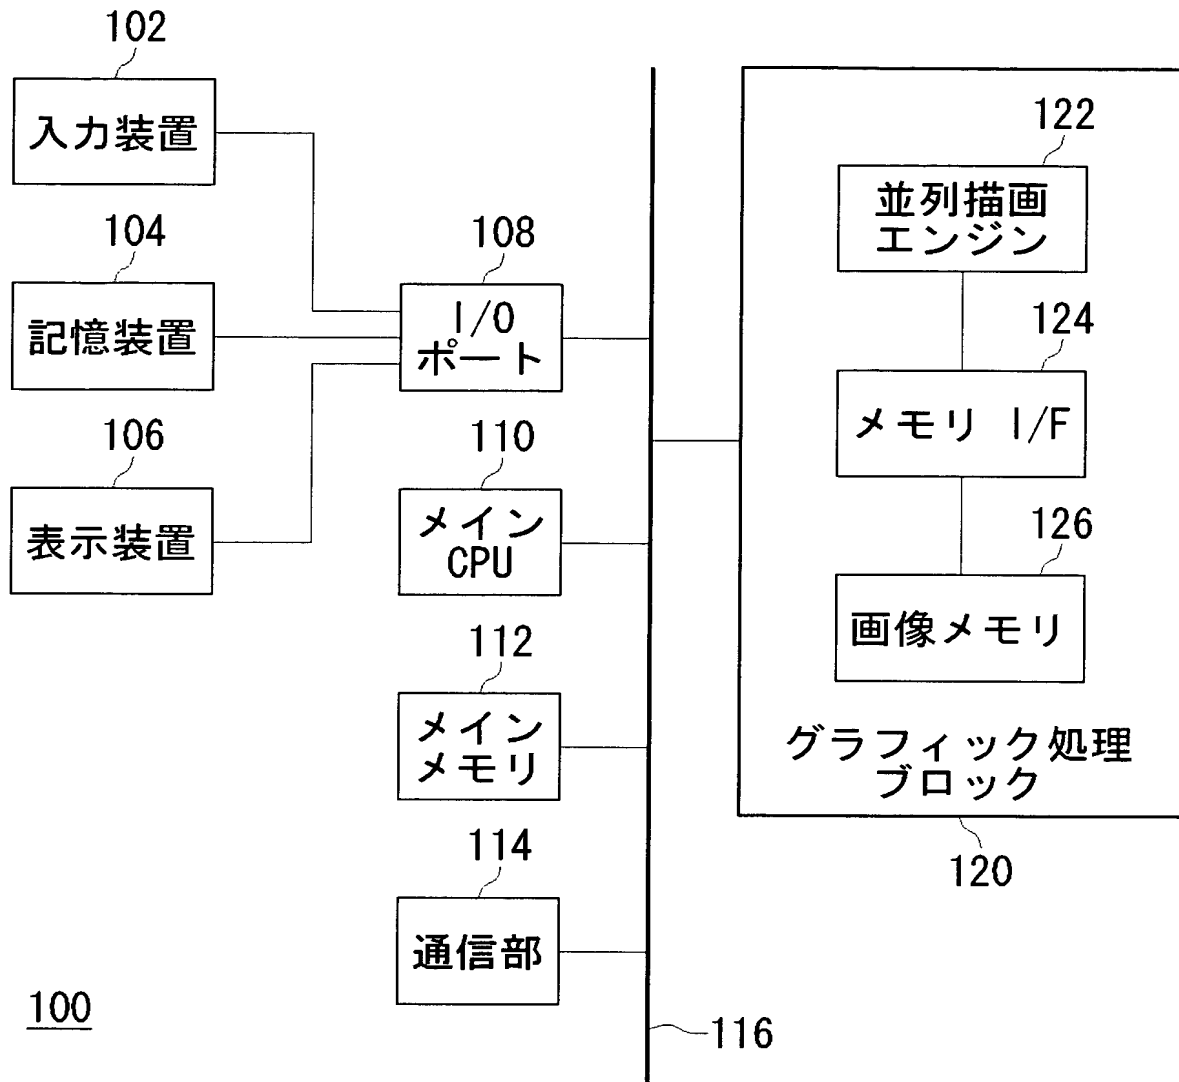 102
入力装置
104
記憶装置
106
表示装置
108
I/O
ポート
110
メイン
CPU
112
メイン
メモリ
114
通信部
100
116
122
並列描画
エンジン
124
メモリ I/F
126
画像メモリ
グラフィック処理
ブロック
120